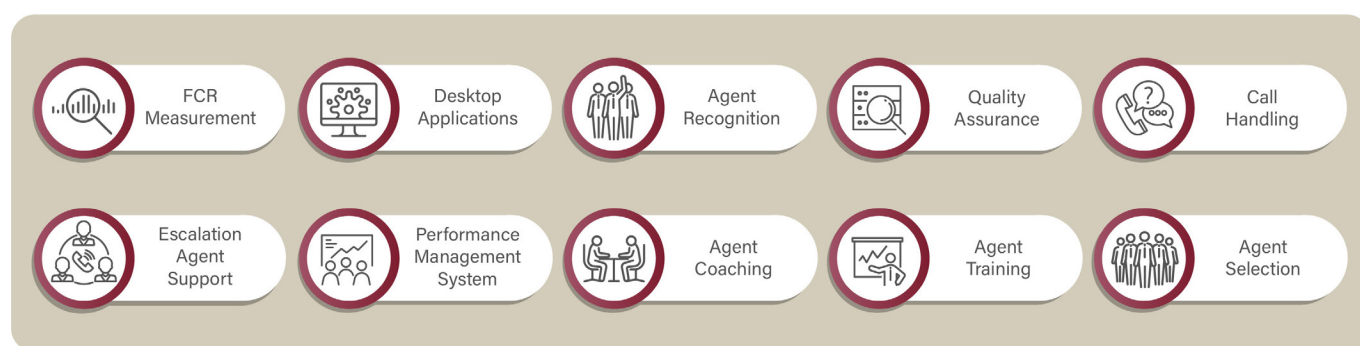 FCR
Measurement
Desktop
Applications
Agent
Recognition
Quality
Assurance
Call
Handling
Escalation
Agent
Support
Performance
Management
System
Agent
Coaching
Agent
Training
Agent
Selection